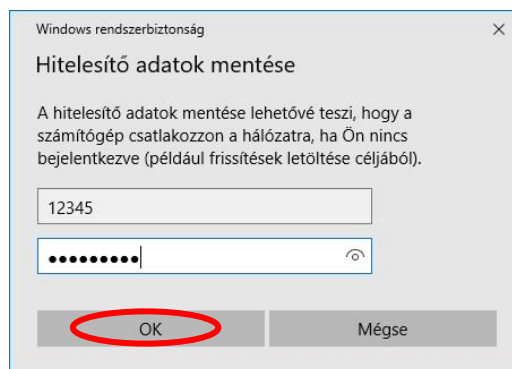 Windows rendszerbiztonság
Hitelesítő adatok mentése
A hitelesítő adatok mentése lehetővé teszi, hogy a
számítógép csatlakozzon a hálózatra, ha Ön nincs
bejelentkezve (például frissítések letöltése céljából).
12345
•••••••••
OK
Mégse